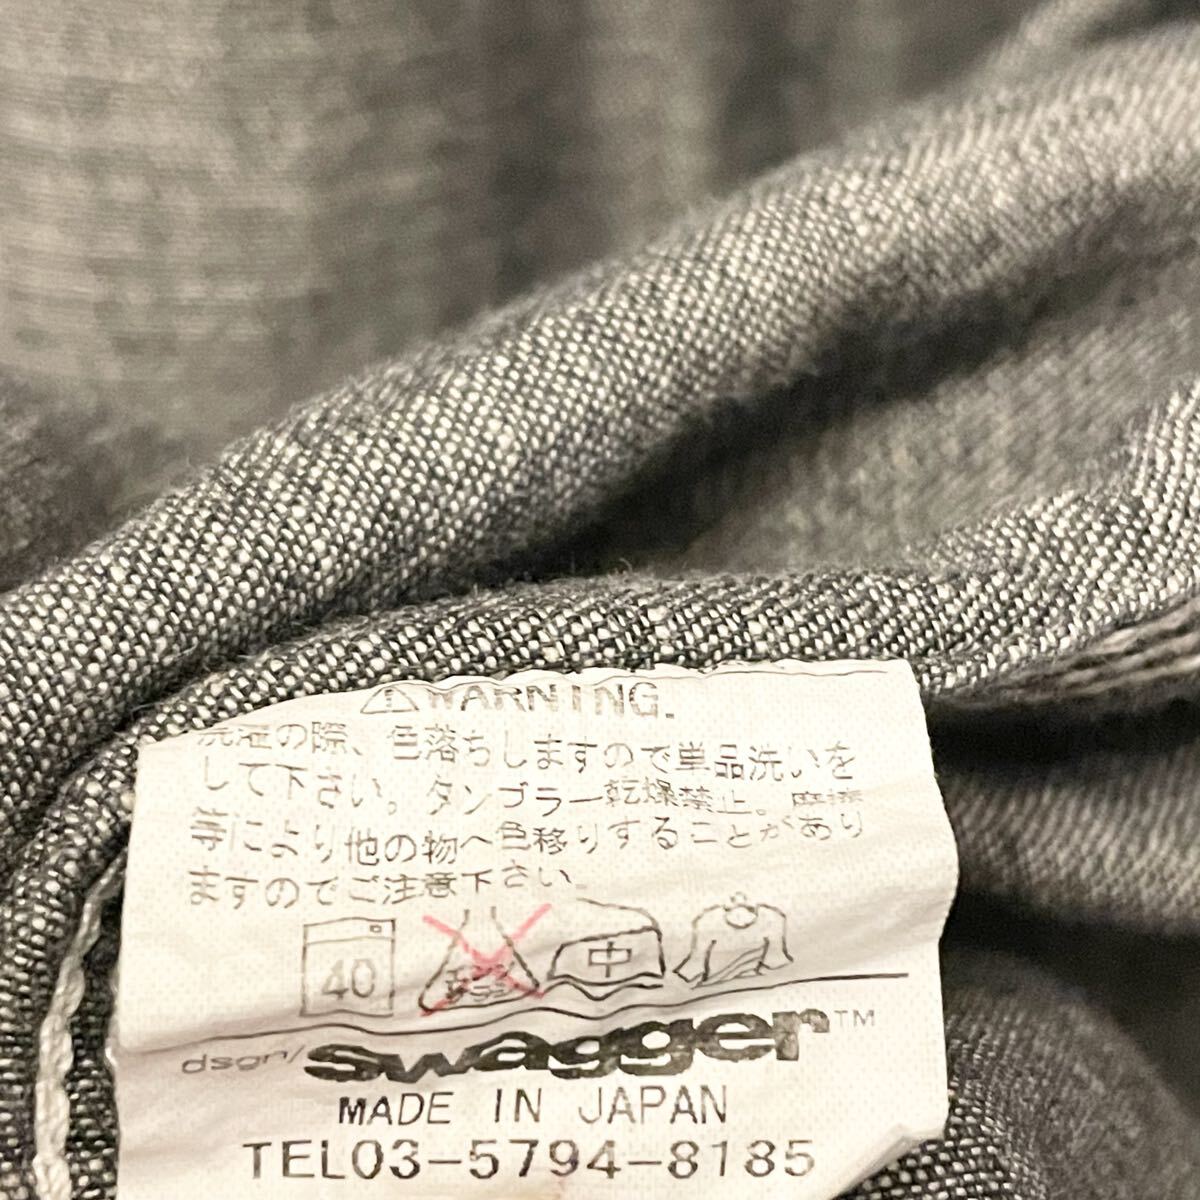 ⚠WARNING.
洗濯の際、色落ちしますので単品洗いを
して下さい。タンブラー乾燥禁止。摩擦
等により他の物へ色移りすることがあり
ますのでご注意下さい。
40 中
dsgn/swagger™
MADE IN JAPAN
TEL03-5794-8185